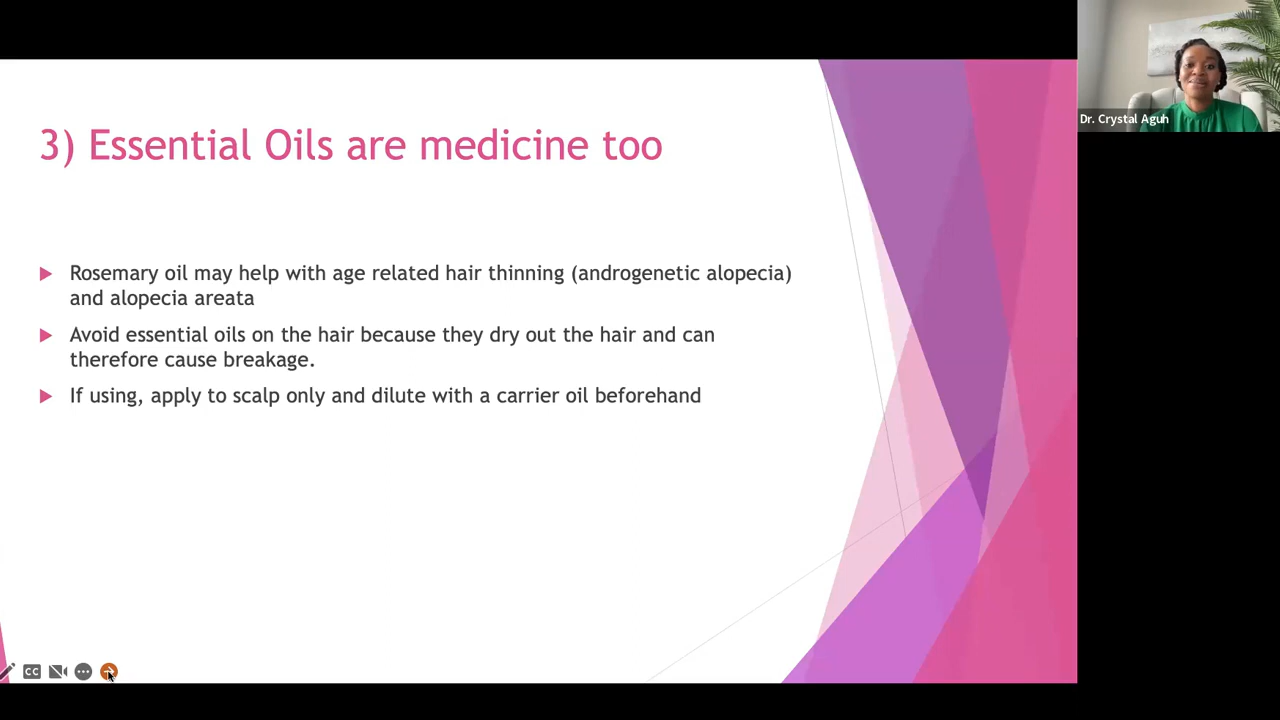 3) Essential Oils are medicine too
Rosemary oil may help with age related hair thinning (androgenetic alopecia)
and alopecia areata
Avoid essential oils on the hair because they dry out the hair and can
therefore cause breakage.
If using, apply to scalp only and dilute with a carrier oil beforehand
Dr. Crystal Aguh
CC